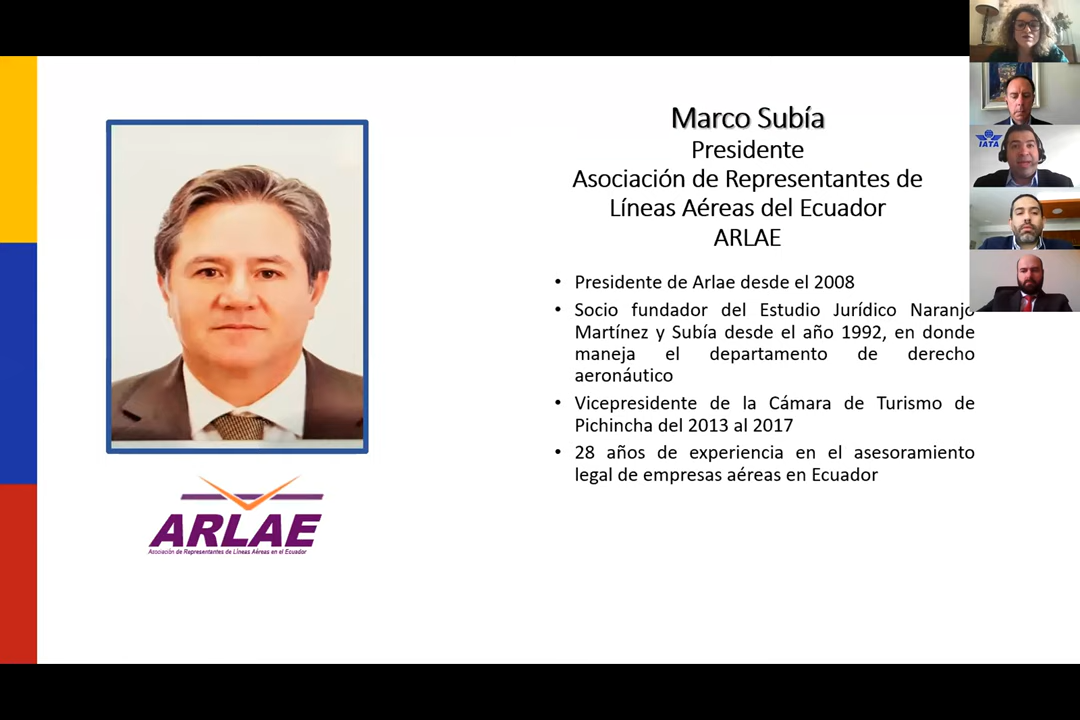 Marco Subía
Presidente
Asociación de Representantes de
Líneas Aéreas del Ecuador
ARLAE
• Presidente de Arlae desde el 2008
• Socio fundador del Estudio Jurídico Naranjo
Martínez y Subía desde el año 1992, en donde
maneja el departamento de derecho
aeronáutico
• Vicepresidente de la Cámara de Turismo de
Pichincha del 2013 al 2017
• 28 años de experiencia en el asesoramiento
legal de empresas aéreas en Ecuador
ARLAE
Asociación de Representantes de Líneas Aéreas en el Ecuador
IATA